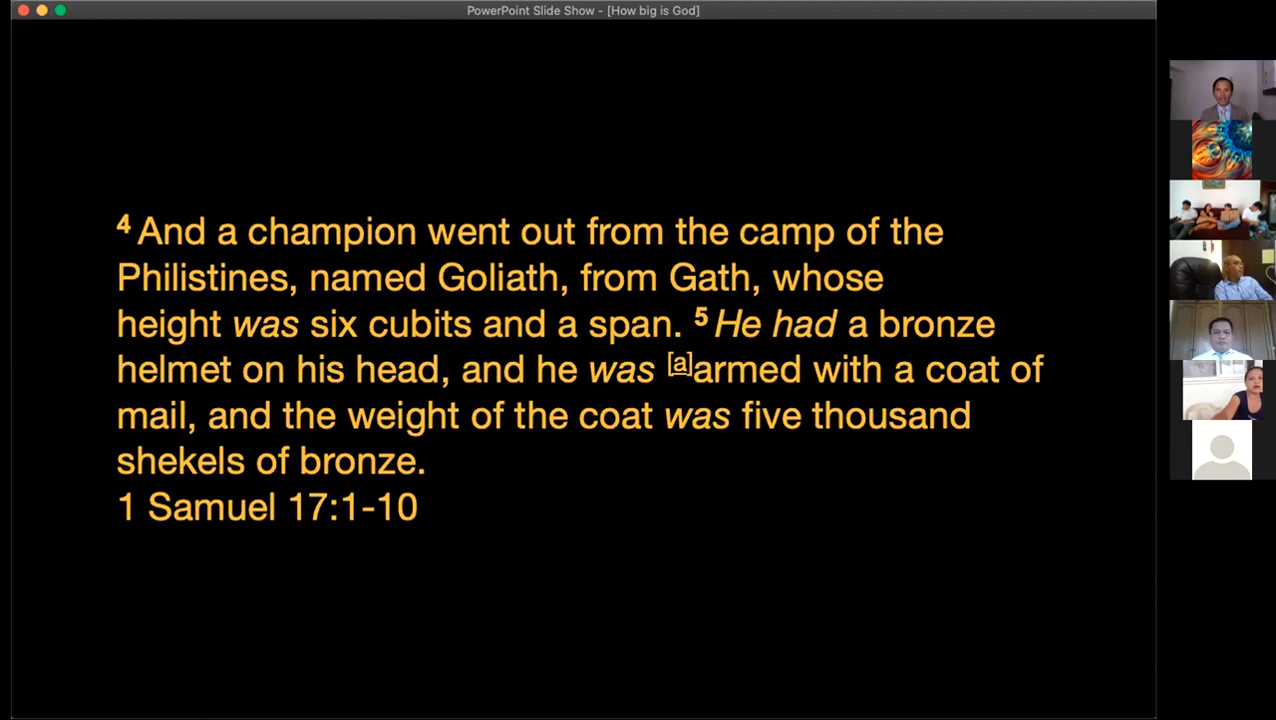 PowerPoint Slide Show - [How big is God]
4 And a champion went out from the camp of the
Philistines, named Goliath, from Gath, whose
height was six cubits and a span. 5 He had a bronze
helmet on his head, and he was [a]armed with a coat of
mail, and the weight of the coat was five thousand
shekels of bronze.
1 Samuel 17:1-10